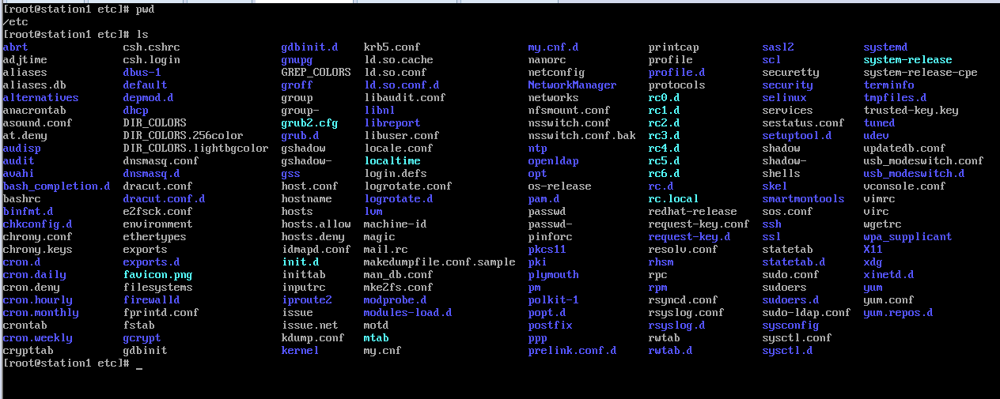 [root@station1 etc]# pwd
/etc
[root@station1 etc]# ls
abrt csh.cshrc gdbinit.d krb5.conf my.cnf.d printcap sasl2 systemd
adjtime csh.login gnupg ld.so.cache nanorc profile scl system-release
aliases dbus-1 GREP_COLORS ld.so.conf netconfig profile.d securetty system-release-cpe
aliases.db default groff ld.so.conf.d NetworkManager protocols security terminfo
alternatives depmod.d group libaudit.conf networks rc0.d selinux tmpfiles.d
anacrontab dhcp group- libnl nfsmount.conf rc1.d services trusted-key.key
asound.conf DIR_COLORS grub2.cfg libreport nsswitch.conf rc2.d sestatus.conf tuned
at.deny DIR_COLORS.256color grub.d libuser.conf nsswitch.conf.bak rc3.d setuptool.d udev
audisp DIR_COLORS.lightbgcolor gshadow locale.conf ntp rc4.d shadow updatedb.conf
audit dnsmasq.conf gshadow- localtime openldap rc5.d shadow- usb_modeswitch.conf
avahi dnsmasq.d gss login.defs opt rc6.d shells usb_modeswitch.d
bash_completion.d dracut.conf host.conf logrotate.conf os-release rc.d skel vconsole.conf
bashrc dracut.conf.d hostname logrotate.d pam.d rc.local smartmontools vimrc
binfmt.d e2fsck.conf hosts lvm passwd redhat-release sos.conf virc
chkconfig.d environment hosts.allow machine-id passwd- request-key.conf ssh wgetrc
chrony.conf ethertypes hosts.deny magic pinforc request-key.d ssl wpa_supplicant
chrony.keys exports idmapd.conf mail.rc pkcs11 resolv.conf statetab X11
cron.d exports.d init.d makedumpfile.conf.sample pki rhsm statetab.d xdg
cron.daily favicon.png inittab man_db.conf plymouth rpc sudo.conf xinetd.d
cron.deny filesystems inputrc mke2fs.conf pm rpm sudoers yum
cron.hourly firewalld iproute2 modprobe.d polkit-1 rsyncd.conf sudoers.d yum.conf
cron.monthly fprintd.conf issue modules-load.d popt.d rsyslog.conf sudo-ldap.conf yum.repos.d
crontab fstab issue.net motd postfix rsyslog.d sysconfig
cron.weekly gcrypt kdump.conf mtab ppp rwtab sysctl.conf
crypttab gdbinit kernel my.cnf prelink.conf.d rwtab.d sysctl.d
[root@station1 etc]# _